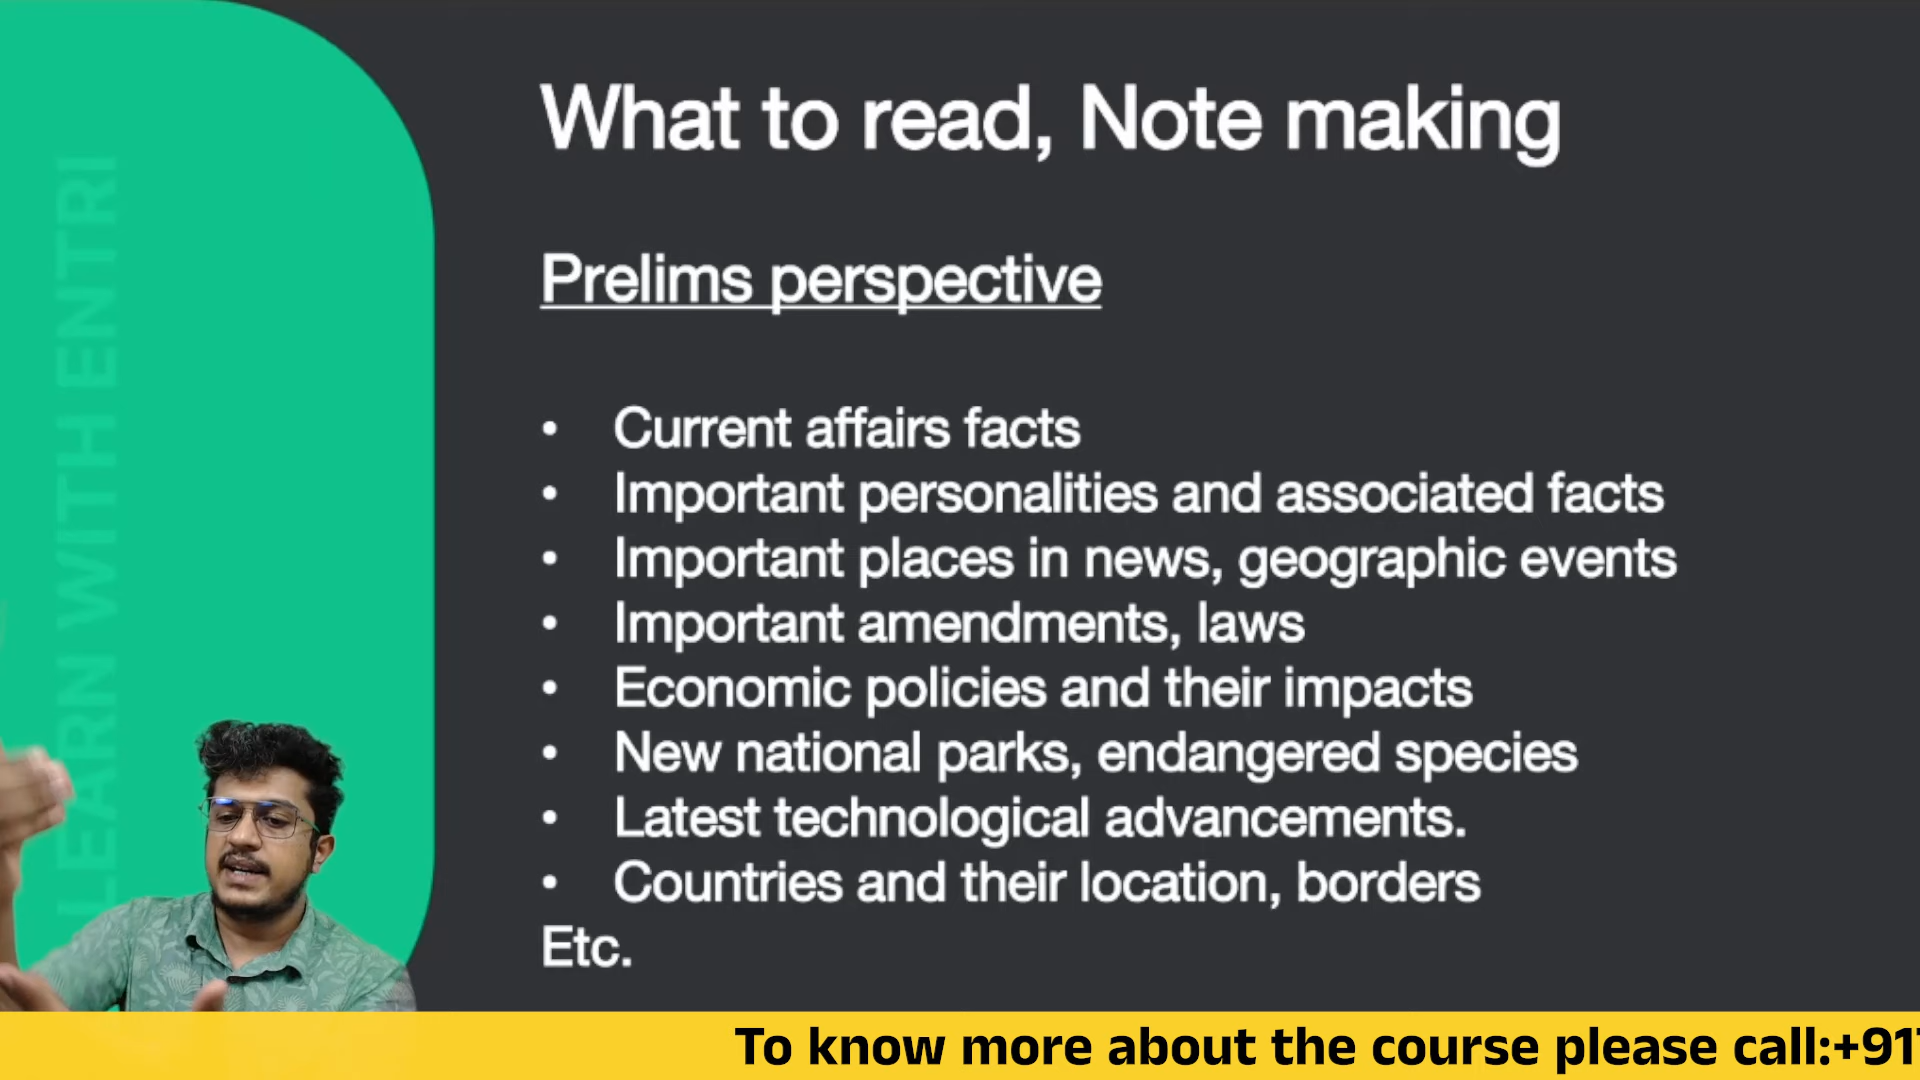 What to read, Note making
Prelims perspective
• Current affairs facts
• Important personalities and associated facts
• Important places in news, geographic events
• Important amendments, laws
• Economic policies and their impacts
• New national parks, endangered species
• Latest technological advancements.
• Countries and their location, borders
Etc.
LEARN WITH ENTRI
To know more about the course please call:+917